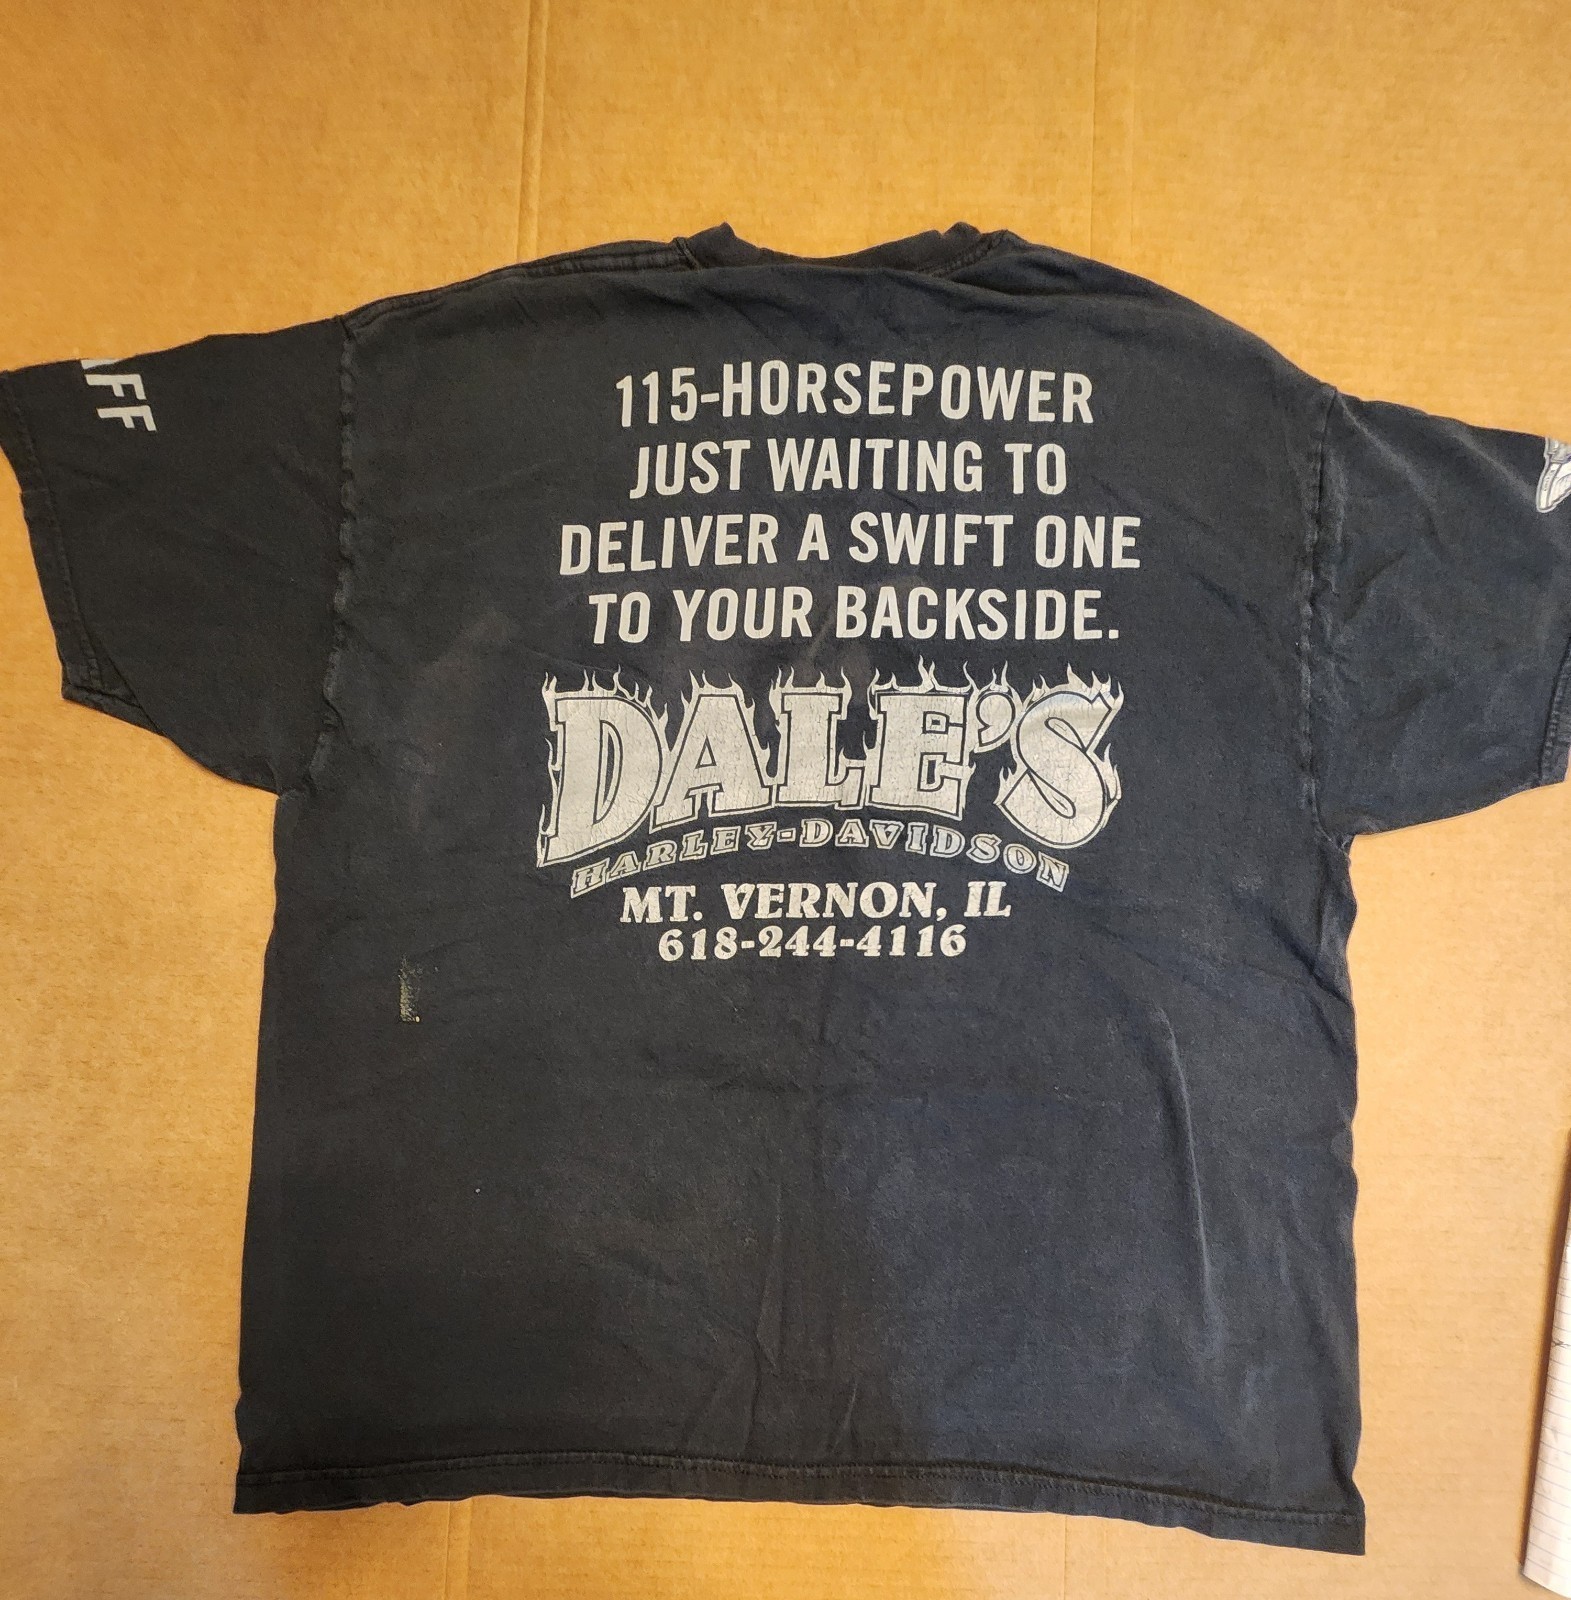 115-HORSEPOWER
JUST WAITING TO
DELIVER A SWIFT ONE
TO YOUR BACKSIDE.
DALE'S
HARLEY-DAVIDSON
MT. VERNON, IL
618-244-4116